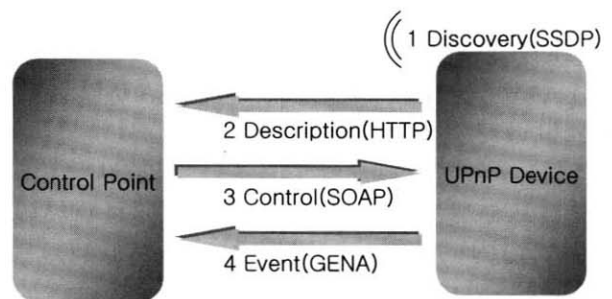 1 Discovery(SSDP)
2 Description(HTTP)
Control Point
UPnP Device
3 Control(SOAP)
4 Event(GENA)